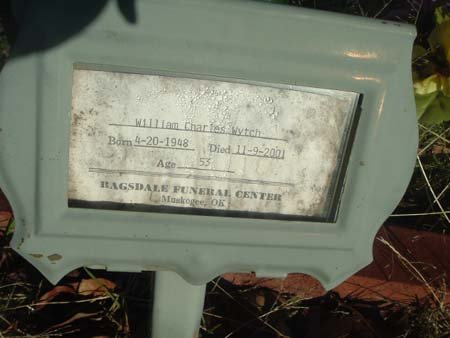 William Charles Wytch
Born 4-20-1948 Died 11-9-2001
Age 53
RAGSDALE FUNERAL CENTER
Muskogee, OK